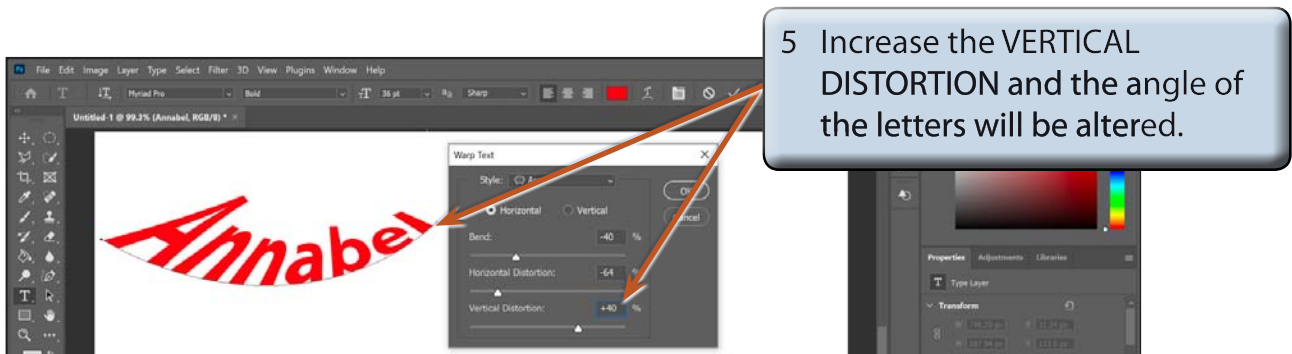 5 Increase the VERTICAL
DISTORTION and the angle of
the letters will be altered.
Ps File Edit Image Layer Type Select Filter 3D View Plugins Window Help
T Myriad Pro Bold 36 pt Sharp
Untitled-1 @ 99.3% (Annabel, RGB/8) * ×
Annabel
Warp Text
Style:
Horizontal Vertical
Cancel
Bend: -40 %
Horizontal Distortion: -64
Vertical Distortion: +40 %
Properties Adjustments Libraries
T Type Layer
Transform